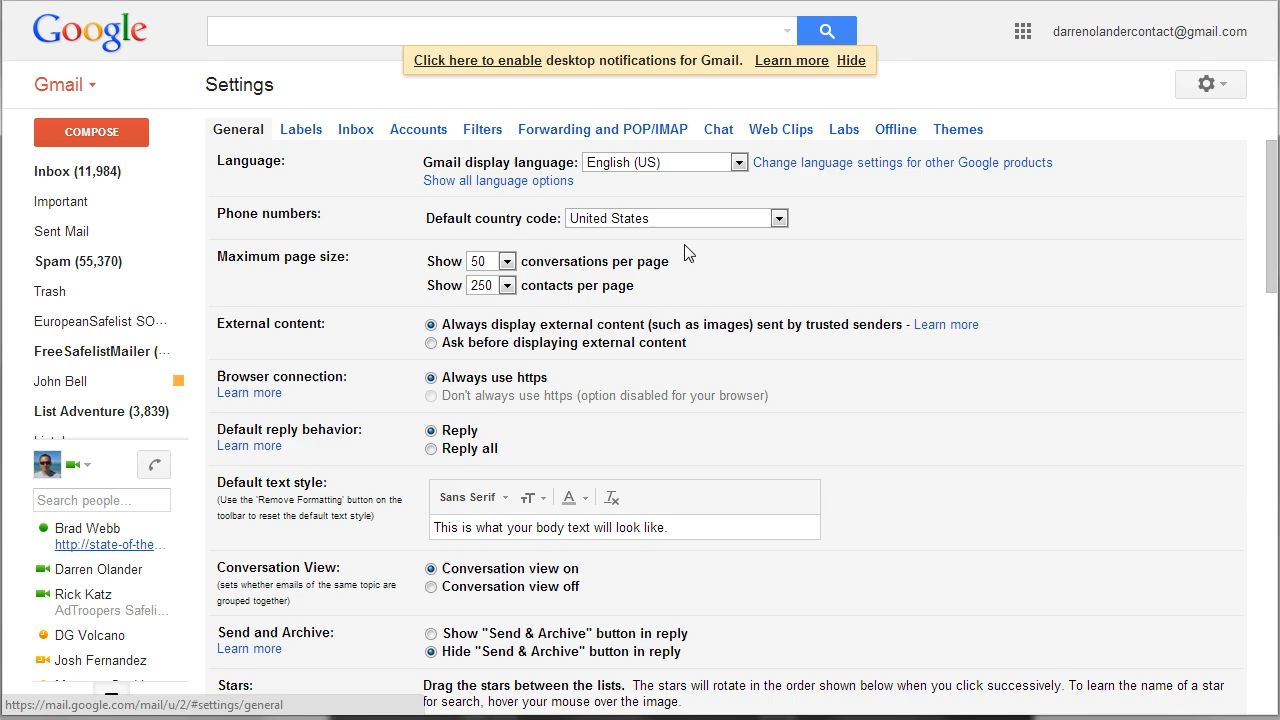 Google
darrenolandercontact@gmail.com
Click here to enable desktop notifications for Gmail. Learn more Hide
Gmail
Settings
COMPOSE
General Labels Inbox Accounts Filters Forwarding and POP/IMAP Chat Web Clips Labs Offline Themes
Inbox (11,984)
Important
Sent Mail
Spam (55,370)
Trash
EuropeanSafelist SO...
FreeSafelistMailer (...
John Bell
List Adventure (3,839)
Search people...
Brad Webb
http://state-of-the...
Darren Olander
Rick Katz
AdTroopers Safeli...
DG Volcano
Josh Fernandez
Language:
Gmail display language: English (US) Change language settings for other Google products
Show all language options
Phone numbers:
Default country code: United States
Maximum page size:
Show 50 conversations per page
Show 250 contacts per page
External content:
Always display external content (such as images) sent by trusted senders - Learn more
Ask before displaying external content
Browser connection:
Learn more
Always use https
Don't always use https (option disabled for your browser)
Default reply behavior:
Learn more
Reply
Reply all
Default text style:
(Use the 'Remove Formatting' button on the
toolbar to reset the default text style)
Sans Serif
This is what your body text will look like.
Conversation View:
(sets whether emails of the same topic are
grouped together)
Conversation view on
Conversation view off
Send and Archive:
Learn more
Show "Send & Archive" button in reply
Hide "Send & Archive" button in reply
Stars:
Drag the stars between the lists. The stars will rotate in the order shown below when you click successively. To learn the name of a star
for search, hover your mouse over the image.
https://mail.google.com/mail/u/2/#settings/general